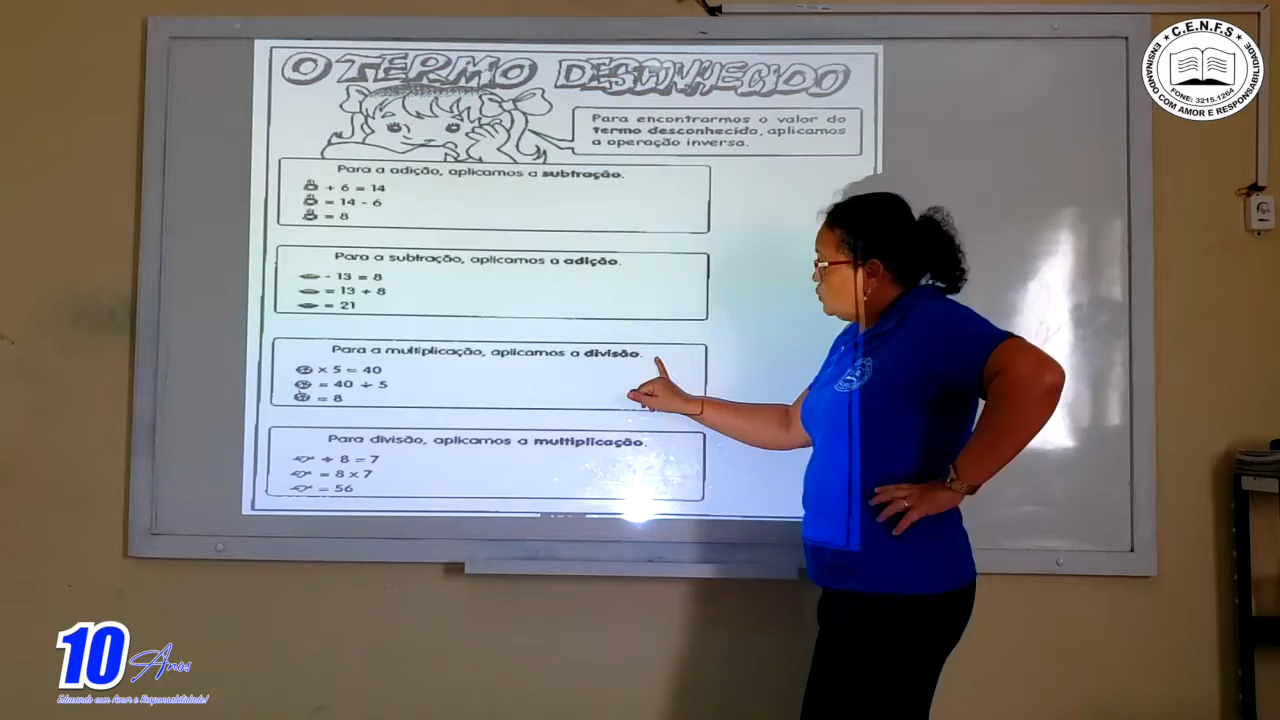 O TERMO DESCONHECIDO
Para encontrarmos o valor do
termo desconhecido, aplicamos
a operação inversa.
Para a adição, aplicamos a subtração.
+ 6 = 14
= 14 - 6
= 8
Para a subtração, aplicamos a adição.
- 13 = 8
= 13 + 8
= 21
Para a multiplicação, aplicamos a divisão.
× 5 = 40
= 40 ÷ 5
= 8
Para divisão, aplicamos a multiplicação.
÷ 8 = 7
= 8 x 7
= 56
C.E.N.F.S
ENSINANDO COM AMOR E RESPONSABILIDADE
FONE: 3215.1264
10 Anos
Educando com Amor e Responsabilidade!